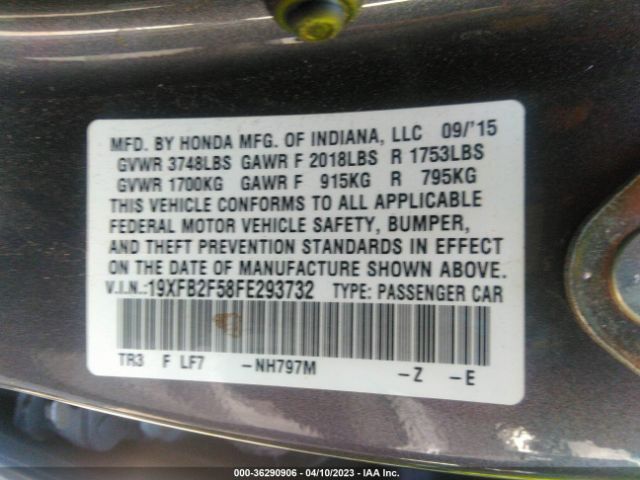 MFD. BY HONDA MFG. OF INDIANA, LLC 09/'15
GVWR 3748LBS GAWR F 2018LBS R 1753LBS
GVWR 1700KG GAWR F 915KG R 795KG
THIS VEHICLE CONFORMS TO ALL APPLICABLE
FEDERAL MOTOR VEHICLE SAFETY, BUMPER,
AND THEFT PREVENTION STANDARDS IN EFFECT
ON THE DATE OF MANUFACTURE SHOWN ABOVE.
V.I.N.:19XFB2F58FE293732 TYPE: PASSENGER CAR
TR3 F LF7 -NH797M -Z -E
000-36290906 - 04/10/2023 - IAA Inc.